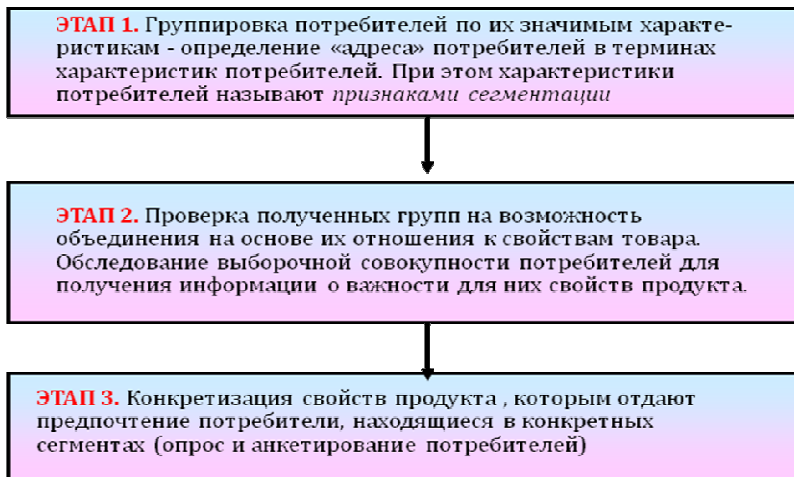 ЭТАП 1. Группировка потребителей по их значимым характе-
ристикам - определение «адреса» потребителей в терминах
характеристик потребителей. При этом характеристики
потребителей называют признаками сегментации
ЭТАП 2. Проверка полученных групп на возможность
объединения на основе их отношения к свойствам товара.
Обследование выборочной совокупности потребителей для
получения информации о важности для них свойств продукта.
ЭТАП 3. Конкретизация свойств продукта , которым отдают
предпочтение потребители, находящиеся в конкретных
сегментах (опрос и анкетирование потребителей)